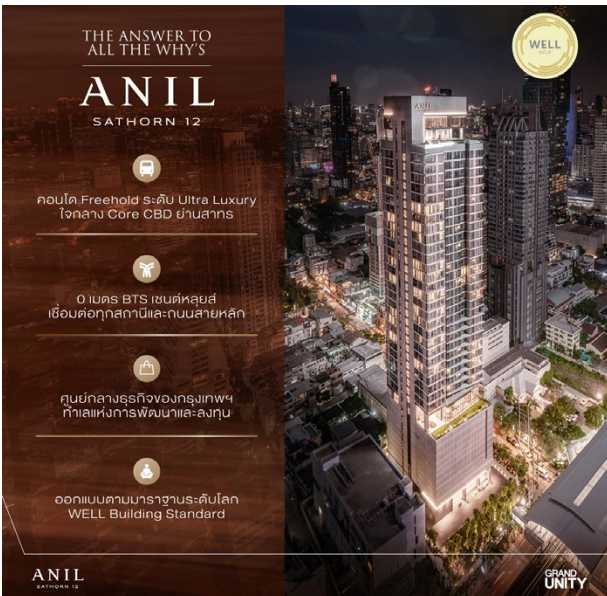 THE ANSWER TO
ALL THE WHY'S
ANIL
SATHORN 12
คอนโด Freehold ระดับ Ultra Luxury
ใจกลาง Core CBD ย่านสาทร
0 เมตร BTS เซนต์หลุยส์
เชื่อมต่อทุกสถานีและถนนสายหลัก
ศูนย์กลางธุรกิจของกรุงเทพฯ
ทำเลแห่งการพัฒนาและลงทุน
ออกแบบตามมาราฐานระดับโลก
WELL Building Standard
ANIL
SATHORN 12
WELL
GOLD
ANIL
GRAND
UNITY